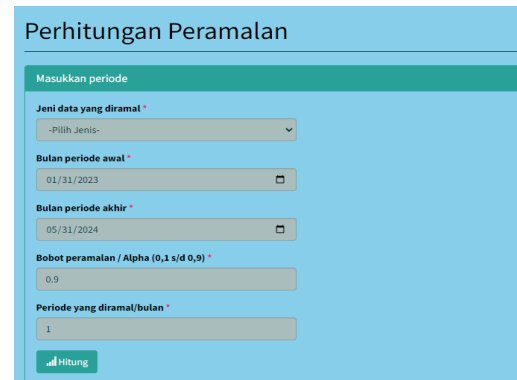 Perhitungan Peramalan
Masukkan periode
Jeni data yang diramal *
-Pilih Jenis-
Bulan periode awal *
01/31/2023
Bulan periode akhir *
05/31/2024
Bobot peramalan / Alpha (0,1 s/d 0,9) *
0.9
Periode yang diramal/bulan *
1
Hitung